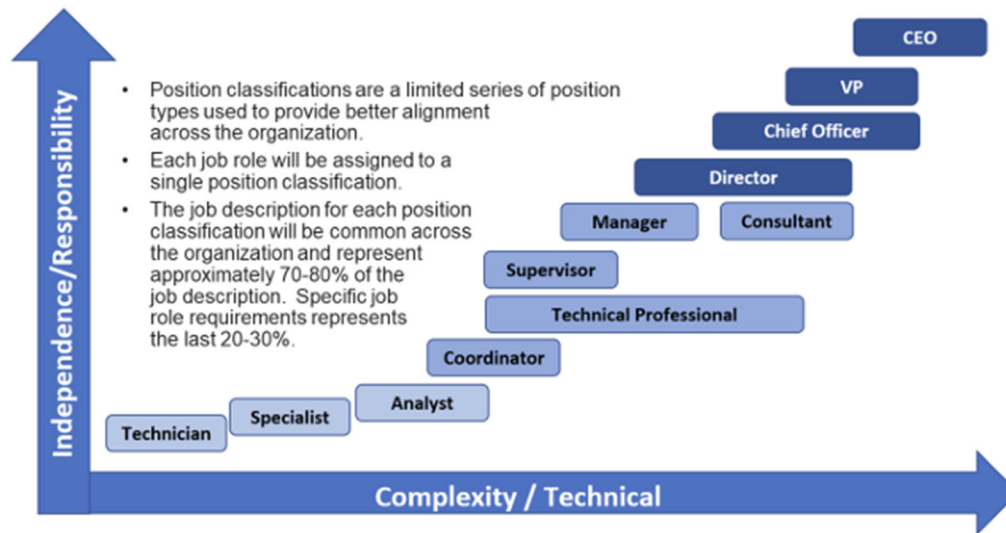 CEO
VP
Chief Officer
Director
Manager
Consultant
Supervisor
Technical Professional
Coordinator
Analyst
Specialist
Technician
• Position classifications are a limited series of position
types used to provide better alignment
across the organization.
• Each job role will be assigned to a
single position classification.
• The job description for each position
classification will be common across
the organization and represent
approximately 70-80% of the
job description.  Specific job
role requirements represents
the last 20-30%.
Independence/Responsibility
Complexity / Technical